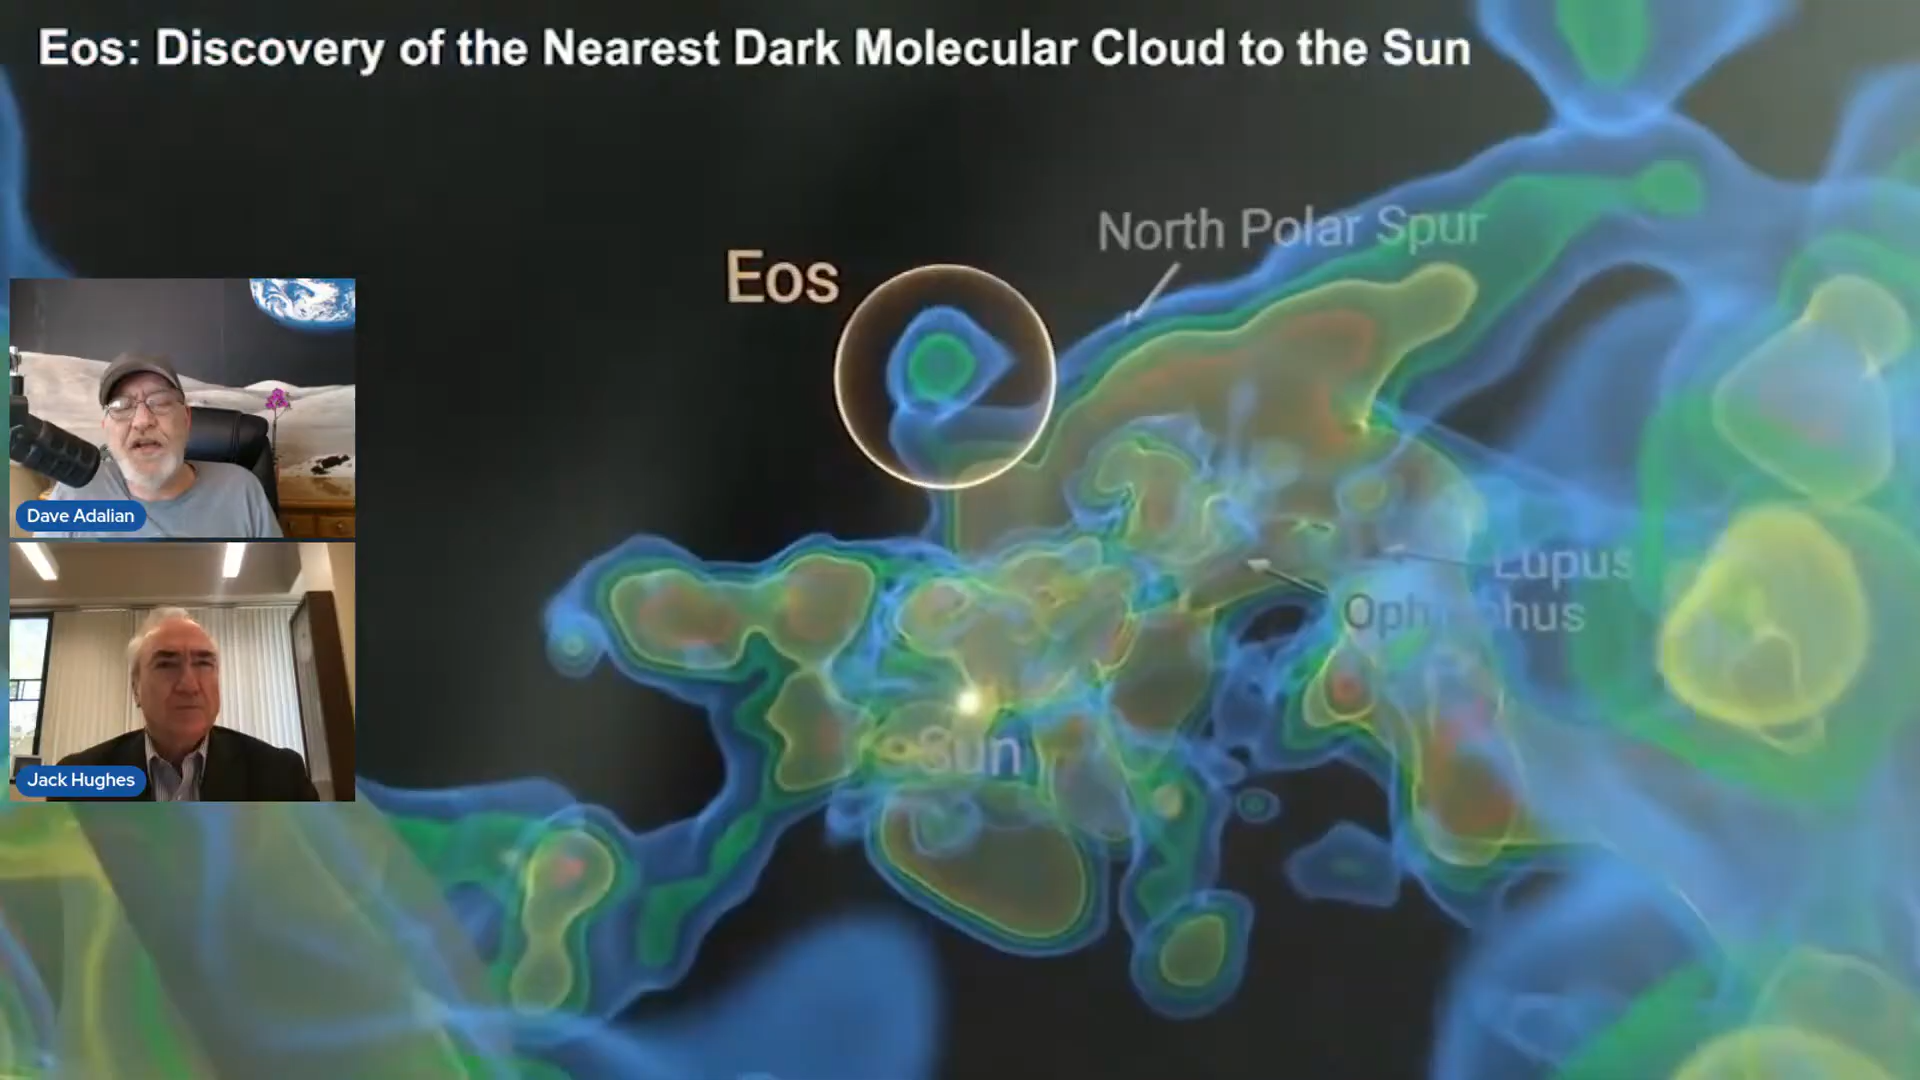 Eos: Discovery of the Nearest Dark Molecular Cloud to the Sun
North Polar Spur
Eos
Dave Adalian
Lupus
Sun
Jack Hughes